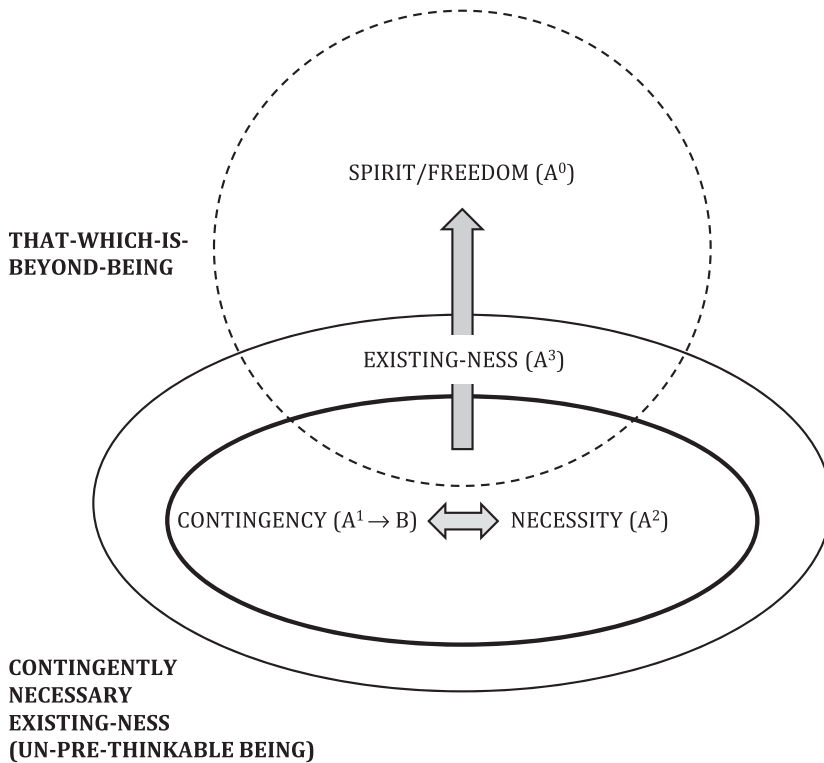 SPIRIT/FREEDOM (A⁰)
THAT-WHICH-IS-
BEYOND-BEING
EXISTING-NESS (A³)
CONTINGENCY (A¹ → B)
NECESSITY (A²)
CONTINGENTLY
NECESSARY
EXISTING-NESS
(UN-PRE-THINKABLE BEING)